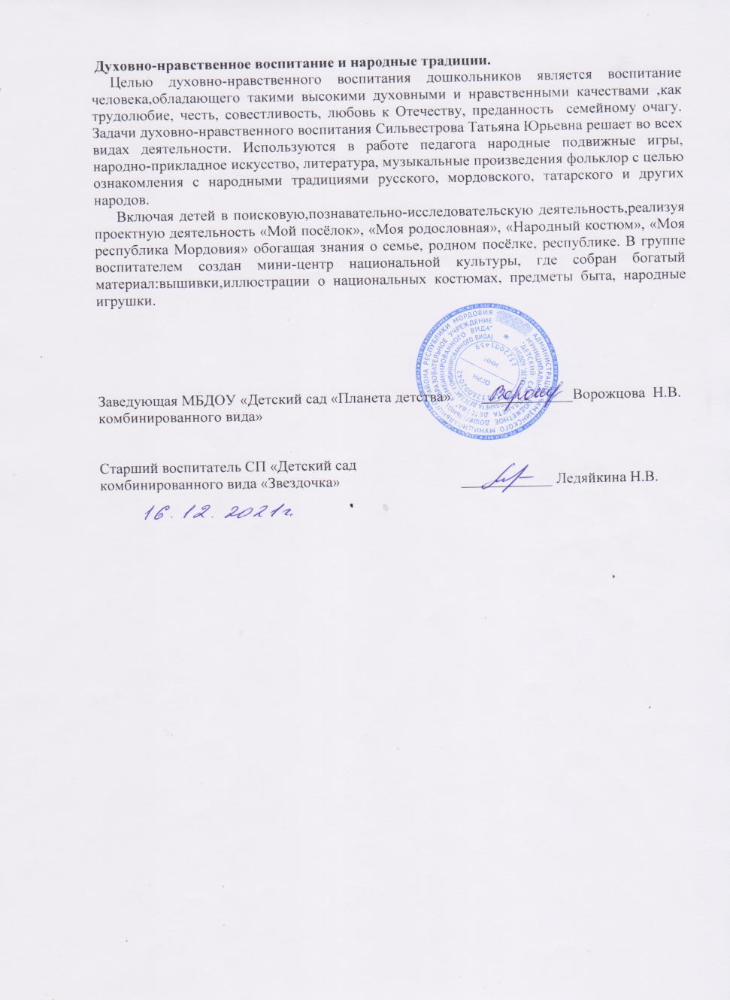 Духовно-нравственное воспитание и народные традиции.
Целью духовно-нравственного воспитания дошкольников является воспитание
человека,обладающего такими высокими духовными и нравственными качествами ,как
трудолюбие, честь, совестливость, любовь к Отечеству, преданность семейному очагу.
Задачи духовно-нравственного воспитания Сильвестрова Татьяна Юрьевна решает во всех
видах деятельности. Используются в работе педагога народные подвижные игры,
народно-прикладное искусство, литература, музыкальные произведения фольклор с целью
ознакомления с народными традициями русского, мордовского, татарского и других
народов.
Включая детей в поисковую,познавательно-исследовательскую деятельность,реализуя
проектную деятельность «Мой посёлок», «Моя родословная», «Народный костюм», «Моя
республика Мордовия» обогащая знания о семье, родном посёлке, республике. В группе
воспитателем создан мини-центр национальной культуры, где собран богатый
материал:вышивки,иллюстрации о национальных костюмах, предметы быта, народные
игрушки.
РАЙОНА РЕСПУБЛИКИ МОРДОВИЯ
ИНН
ОГРН
Заведующая МБДОУ «Детский сад «Планета детства» Ворожцова Н.В.
комбинированного вида»
Старший воспитатель СП «Детский сад
комбинированного вида «Звездочка» Ледяйкина Н.В.
16.12.2021г.